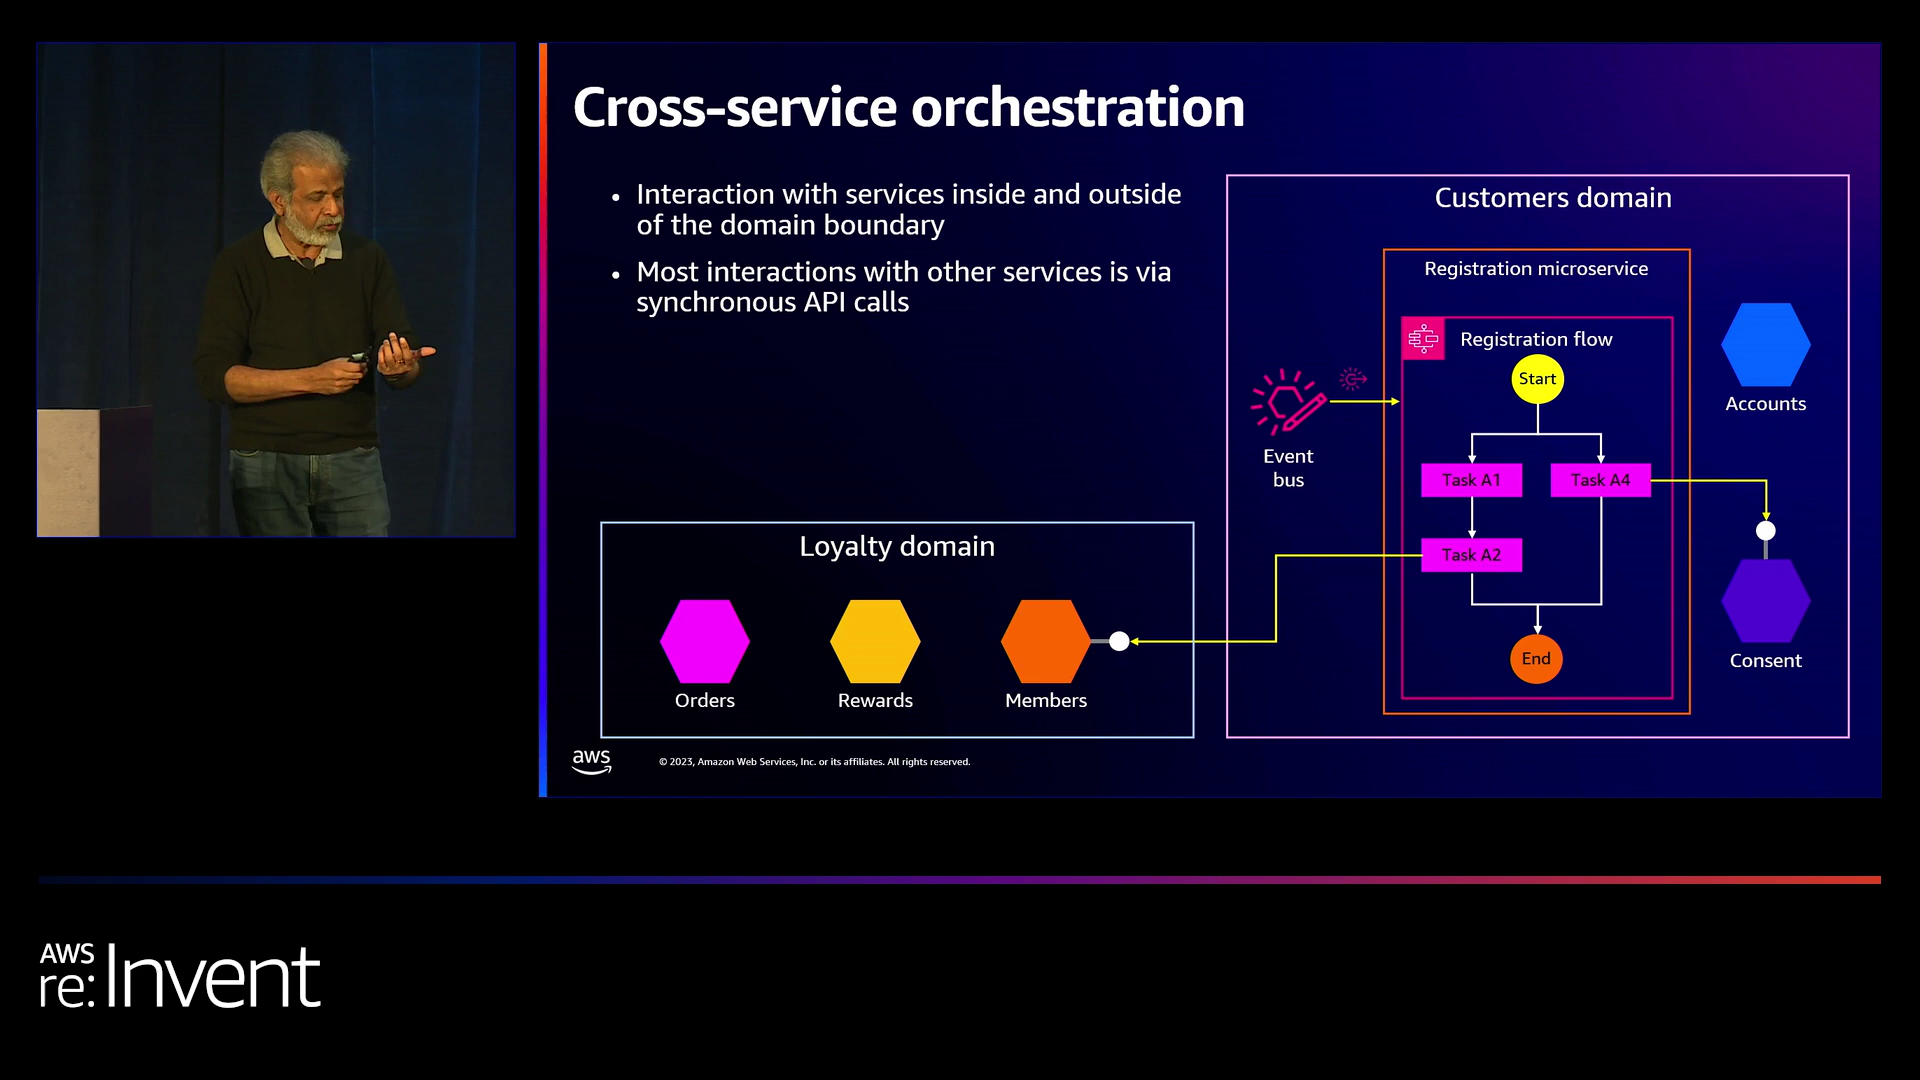 Cross-service orchestration
• Interaction with services inside and outside
of the domain boundary
• Most interactions with other services is via
synchronous API calls
Customers domain
Registration microservice
Registration flow
Start
Accounts
Event
bus
Task A1
Task A4
Task A2
End
Consent
Loyalty domain
Orders
Rewards
Members
aws
© 2023, Amazon Web Services, Inc. or its affiliates. All rights reserved.
AWS
re:Invent